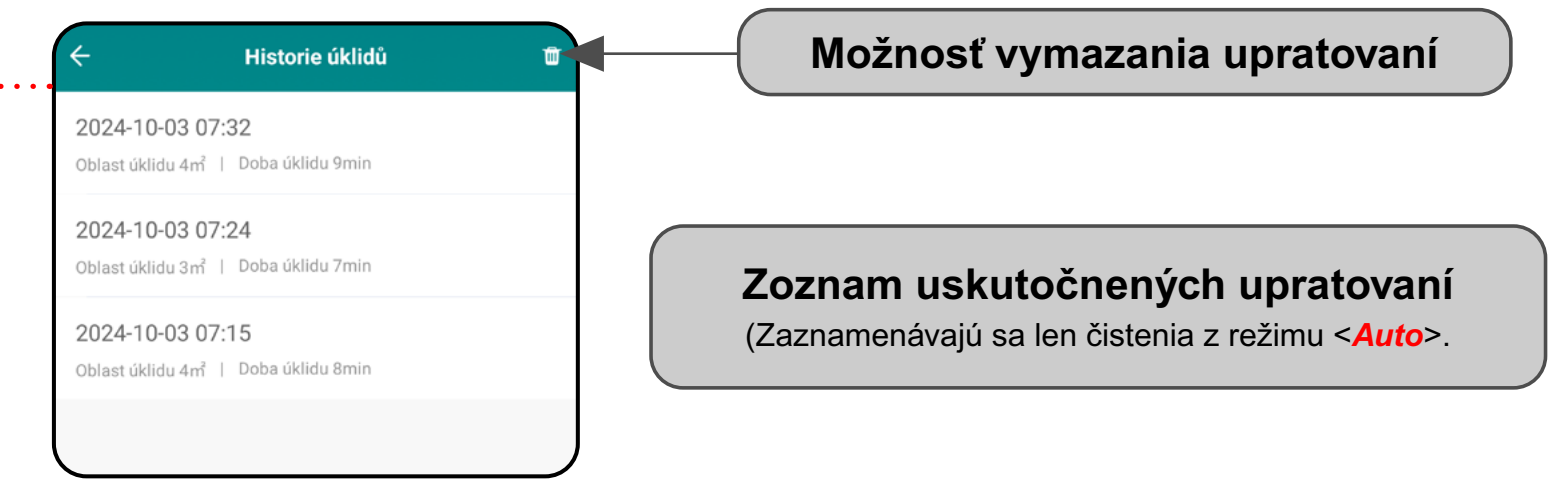 Historie úklidů
Možnosť vymazania upratovaní
2024-10-03 07:32
Oblast úklidu 4㎡ | Doba úklidu 9min
2024-10-03 07:24
Oblast úklidu 3㎡ | Doba úklidu 7min
2024-10-03 07:15
Oblast úklidu 4㎡ | Doba úklidu 8min
Zoznam uskutočnených upratovaní
(Zaznamenávajú sa len čistenia z režimu <Auto>.